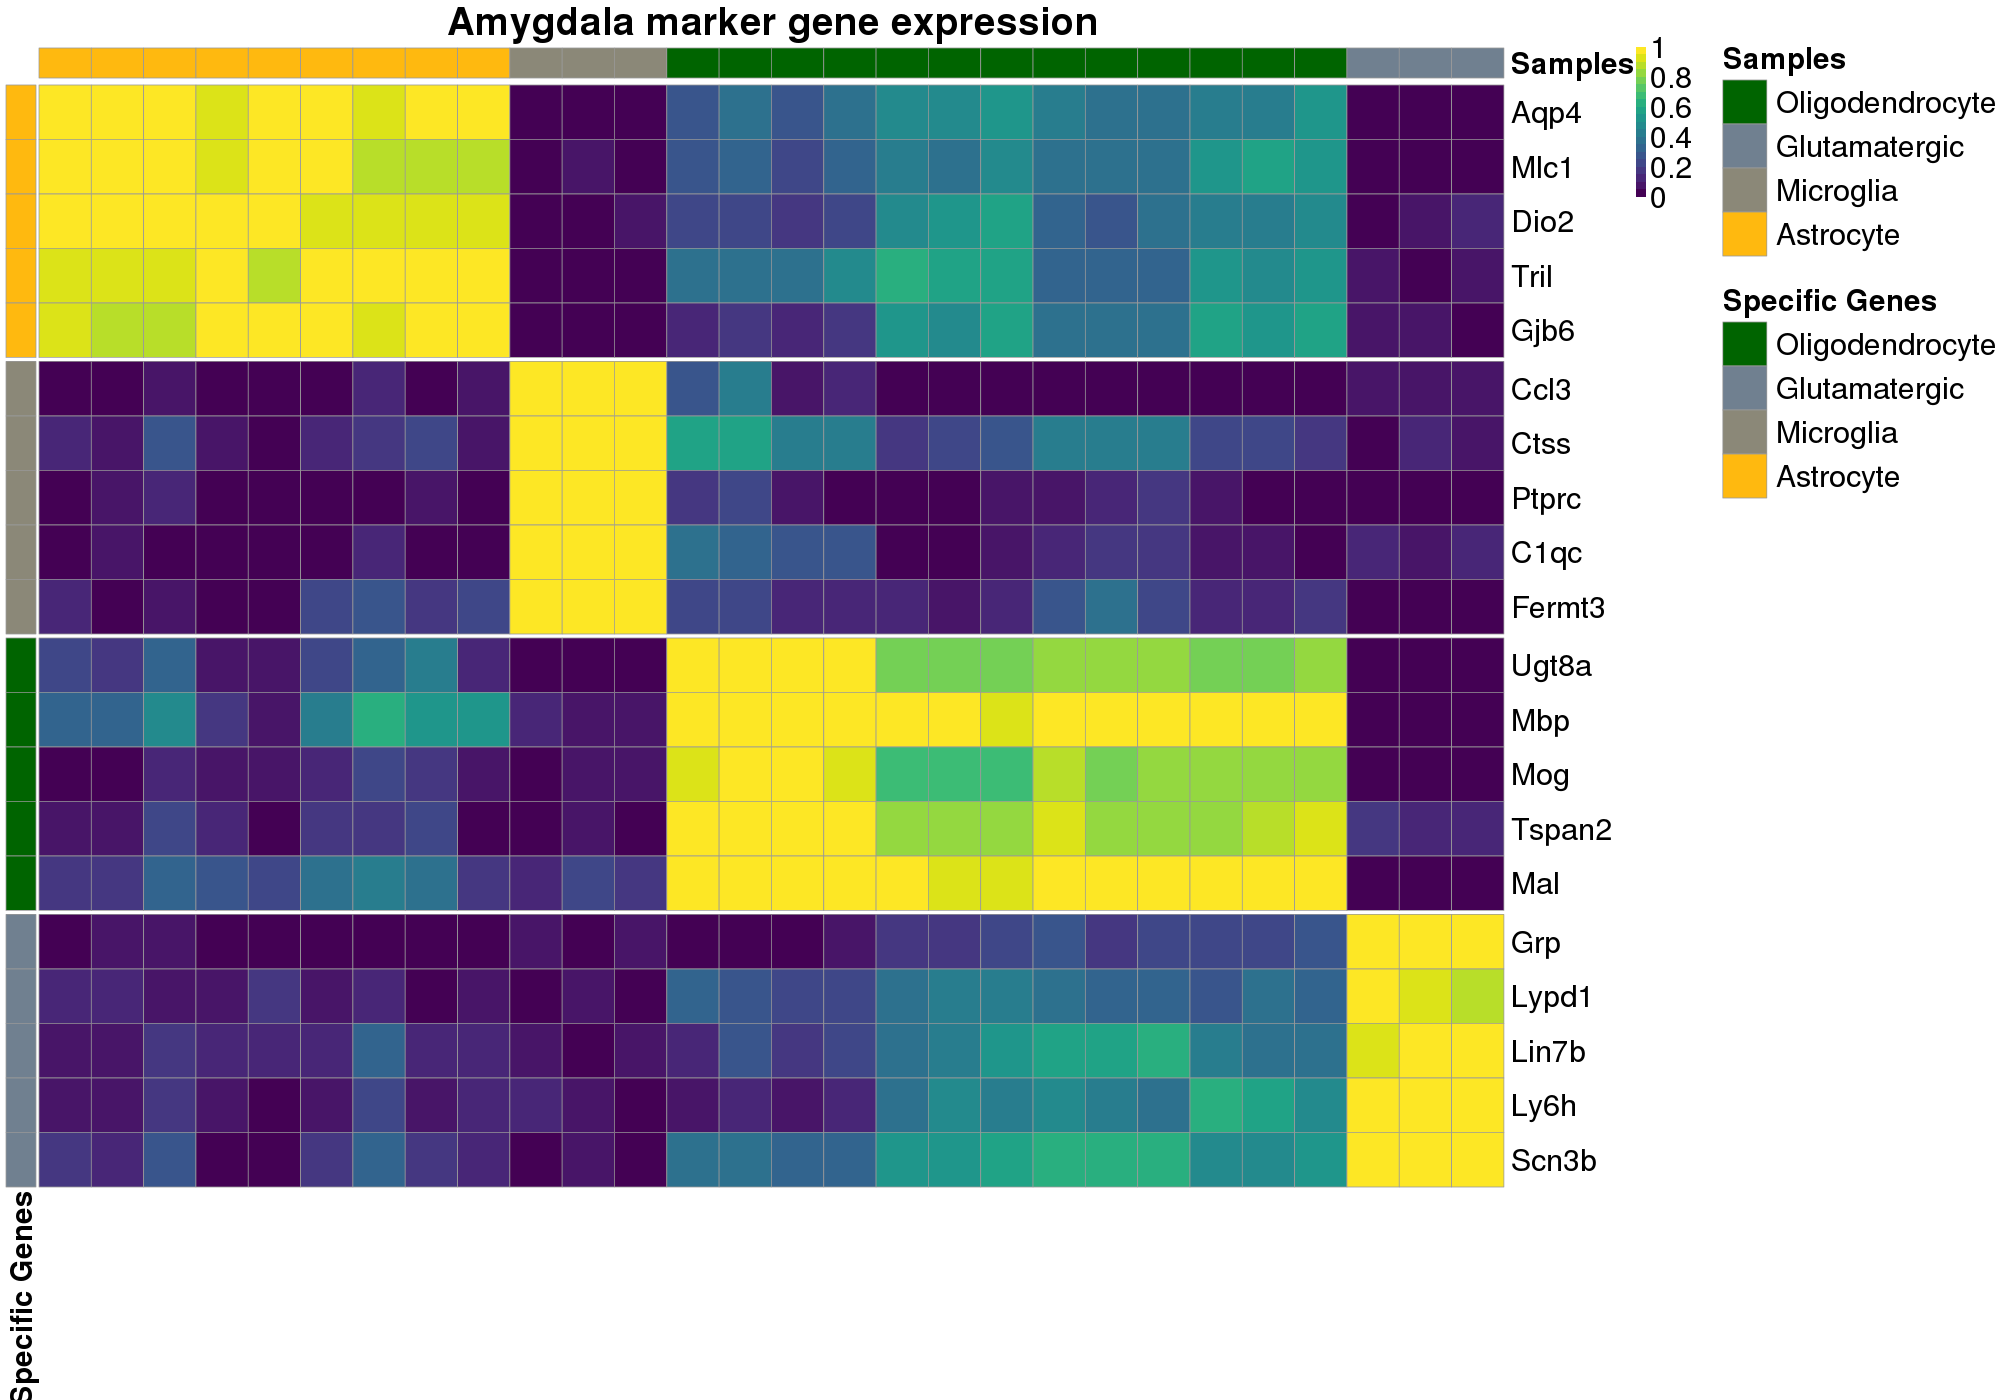 Amygdala marker gene expression
Samples
1
0.8
0.6
0.4
0.2
0
Samples
Oligodendrocyte
Glutamatergic
Microglia
Astrocyte
Specific Genes
Oligodendrocyte
Glutamatergic
Microglia
Astrocyte
Aqp4
Mlc1
Dio2
Tril
Gjb6
Ccl3
Ctss
Ptprc
C1qc
Fermt3
Ugt8a
Mbp
Mog
Tspan2
Mal
Grp
Lypd1
Lin7b
Ly6h
Scn3b
Specific Genes